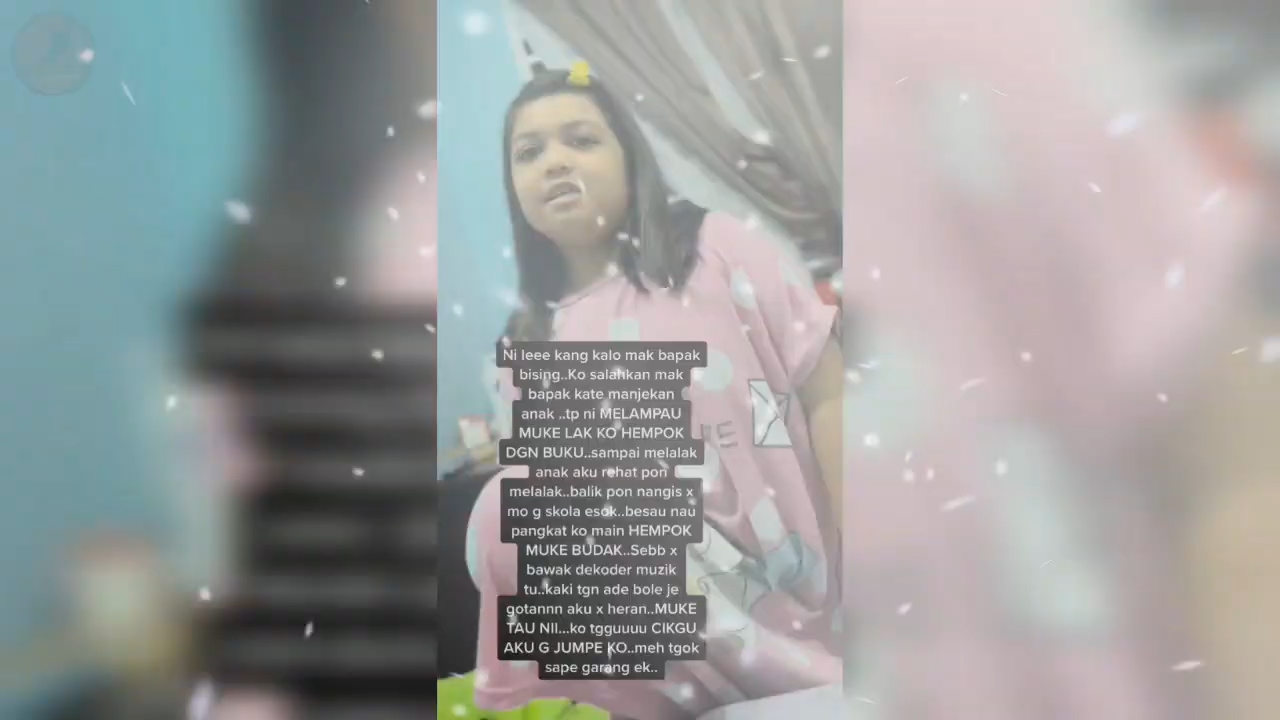 Ni leee kang kalo mak bapak
bising..Ko salahkan mak
bapak kate manjekan
anak ..tp ni MELAMPAU
MUKE LAK KO HEMPOK
DGN BUKU..sampai melalak
anak aku rehat pon
melalak..balik pon nangis x
mo g skola esok..besau nau
pangkat ko main HEMPOK
MUKE BUDAK..Sebb x
bawak dekoder muzik
tu..kaki tgn ade bole je
gotannn aku x heran..MUKE
TAU NII...ko tgguuuu CIKGU
AKU G JUMPE KO..meh tgok
sape garang ek..